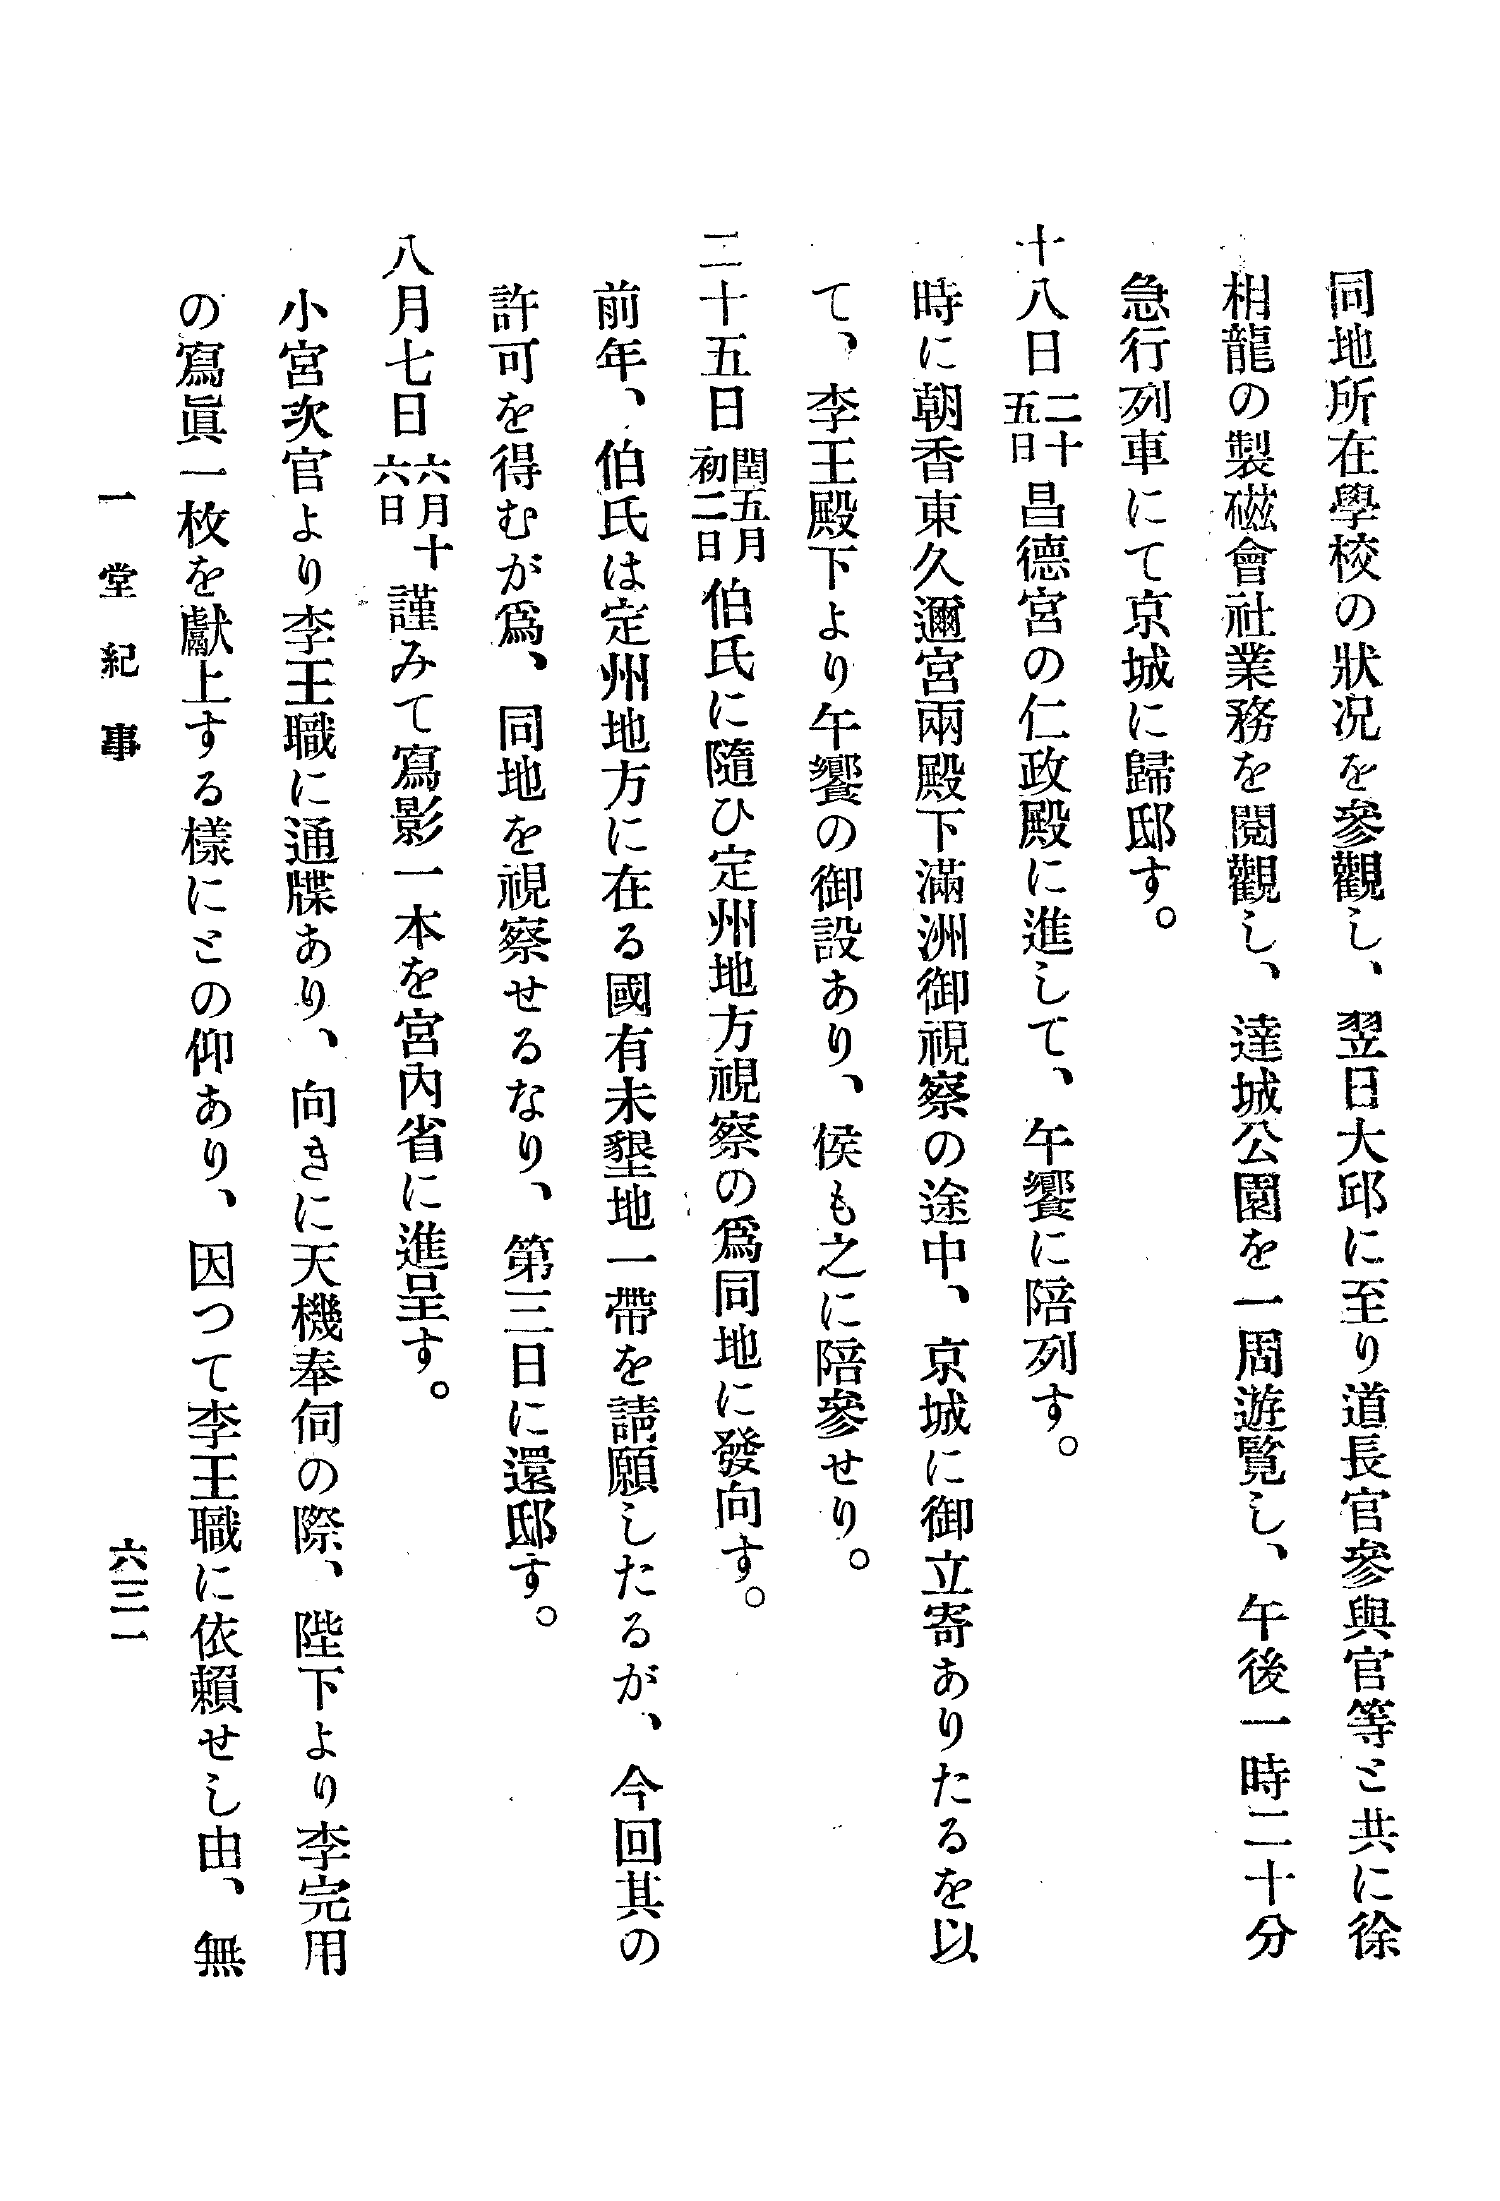 同地所在學校の狀況を參觀し、翌日大邱に至り道長官參與官等と共に徐
相龍の製磁會社業務を閱觀し、達城公園を一周遊覧し、午後一時二十分
急行列車にて京城に歸邸す。
十八日二十五日昌德宮の仁政殿に進して、午饗に陪列す。
時に朝香東久邇宮兩殿下滿洲御視察の途中、京城に御立寄ありたるを以
て、李王殿下より午饗の御設あり、侯も之に陪參せり。
二十五日閏五月初二日伯氏に隨ひ定州地方視察の爲同地に發向す。
前年、伯氏は定州地方に在る國有未墾地一帶を請願したるが、今回其の
許可を得むが爲、同地を視察せるなり、第三日に還邸す。
八月七日六月十六日謹みて寫影一本を宮內省に進呈す。
小宮次官より李王職に通牒あり、向きに天機奉伺の際、陛下より李完用
の寫眞一枚を獻上する樣にとの仰あり、因つて李王職に依賴せし由、無
一堂紀事
六三一